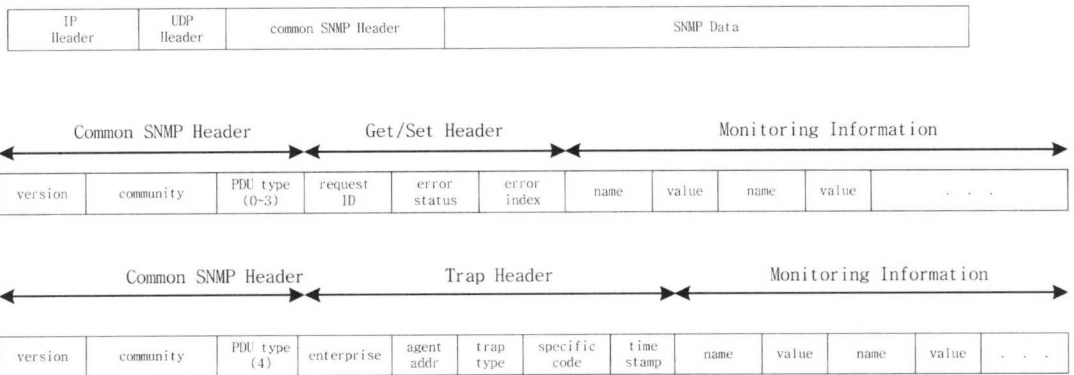 IP Header UDP Header common SNMP Header SNMP Data
Common SNMP Header Get/Set Header Monitoring Information
version community PDU type (0~3) request ID error status error index name value name value . . .
Common SNMP Header Trap Header Monitoring Information
version community PDU type (4) enterprise agent addr trap type specific code time stamp name value name value . . .